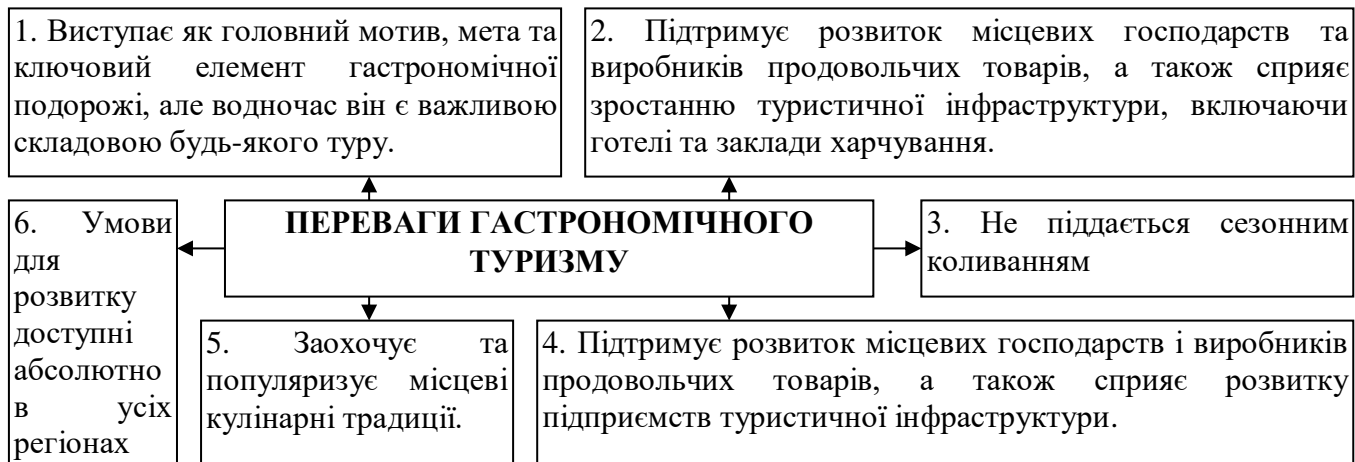 1. Виступає як головний мотив, мета та
ключовий елемент гастрономічної
подорожі, але водночас він є важливою
складовою будь-якого туру.
2. Підтримує розвиток місцевих господарств та
виробників продовольчих товарів, а також сприяє
зростанню туристичної інфраструктури, включаючи
готелі та заклади харчування.
ПЕРЕВАГИ ГАСТРОНОМІЧНОГО
ТУРИЗМУ
3. Не піддається сезонним
коливанням
4. Підтримує розвиток місцевих господарств і виробників
продовольчих товарів, а також сприяє розвитку
підприємств туристичної інфраструктури.
5. Заохочує та
популяризує місцеві
кулінарні традиції.
6. Умови
для
розвитку
доступні
абсолютно
в усіх
регіонах